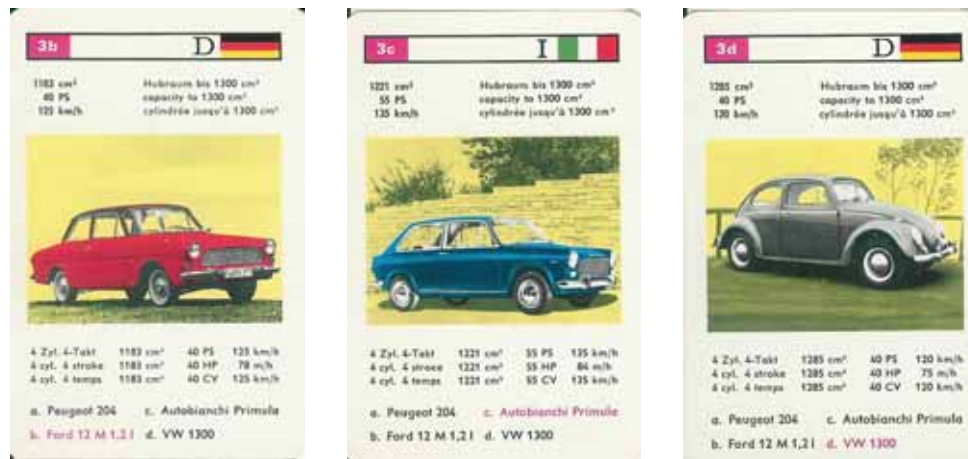 3b D
1183 cm³ Hubraum bis 1300 cm³
40 PS capacity to 1300 cm³
125 km/h cylindrée jusqu'à 1300 cm³
4 Zyl. 4-Takt 1183 cm³ 40 PS 125 km/h
4 cyl. 4 stroke 1183 cm³ 40 HP 78 m/h
4 cyl. 4 temps 1183 cm³ 40 CV 125 km/h
a. Peugeot 204 c. Autobianchi Primula
b. Ford 12 M 1,2 l d. VW 1300
3c I
1221 cm³ Hubraum bis 1300 cm³
55 PS capacity to 1300 cm³
135 km/h cylindrée jusqu'à 1300 cm³
4 Zyl. 4-Takt 1221 cm³ 55 PS 135 km/h
4 cyl. 4 stroke 1221 cm³ 55 HP 84 m/h
4 cyl. 4 temps 1221 cm³ 55 CV 135 km/h
a. Peugeot 204 c. Autobianchi Primula
b. Ford 12 M 1,2 l d. VW 1300
3d D
1285 cm³ Hubraum bis 1300 cm³
40 PS capacity to 1300 cm³
120 km/h cylindrée jusqu'à 1300 cm³
4 Zyl. 4-Takt 1285 cm³ 40 PS 120 km/h
4 cyl. 4 stroke 1285 cm³ 40 HP 75 m/h
4 cyl. 4 temps 1285 cm³ 40 CV 120 km/h
a. Peugeot 204 c. Autobianchi Primula
b. Ford 12 M 1,2 l d. VW 1300